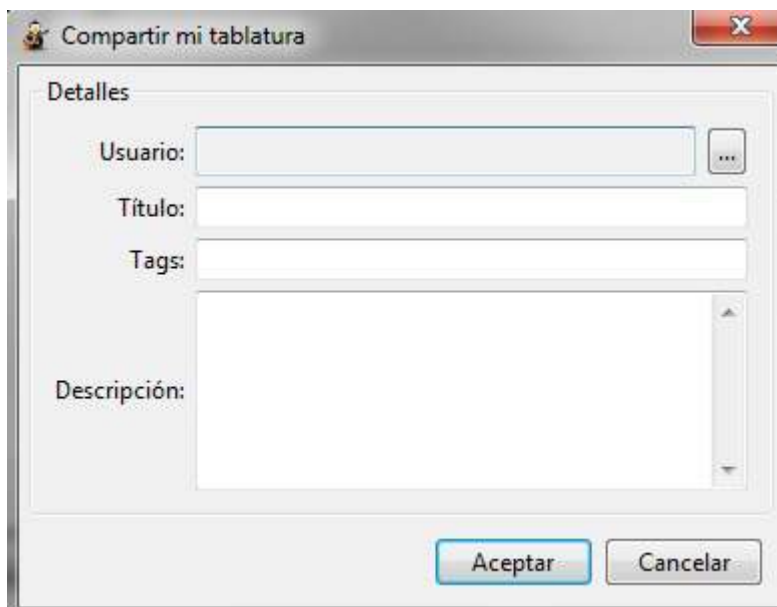 Compartir mi tablatura
Detalles
Usuario:
...
Título:
Tags:
Descripción:
Aceptar
Cancelar